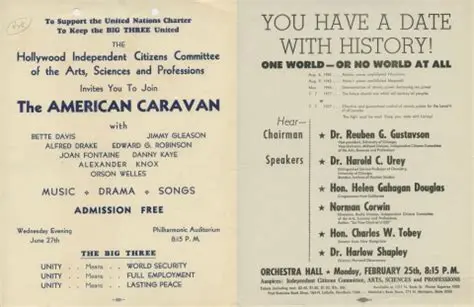 To Support the United Nations Charter
To Keep the BIG THREE United
THE
Hollywood Independent Citizens Committee
of the Arts, Sciences and Professions
Invites You To Join
The AMERICAN CARAVAN
with
BETTE DAVIS JIMMY GLEASON
ALFRED DRAKE EDWARD G. ROBINSON
JOAN FONTAINE DANNY KAYE
ALEXANDER KNOX
ORSON WELLES
MUSIC • DRAMA • SONGS
ADMISSION FREE
Wednesday Evening Philharmonic Auditorium
June 27th 8:15 P.M.
THE BIG THREE
UNITY . . Means . . WORLD SECURITY
UNITY . . Means . . FULL EMPLOYMENT
UNITY . . Means . . LASTING PEACE
YOU HAVE A DATE
WITH HISTORY!
ONE WORLD—OR NO WORLD AT ALL
Hear—
Chairman ★ Dr. Reuben G. Gustavson
Speakers ★ Dr. Harold C. Urey
★ Hon. Helen Gahagan Douglas
★ Norman Corwin
★ Hon. Charles W. Tobey
★ Dr. Harlow Shapley
ORCHESTRA HALL • Monday, FEBRUARY 25th, 8:15 P. M.
Auspices: Independent Citizens Committee, ARTS, SCIENCES and PROFESSIONS